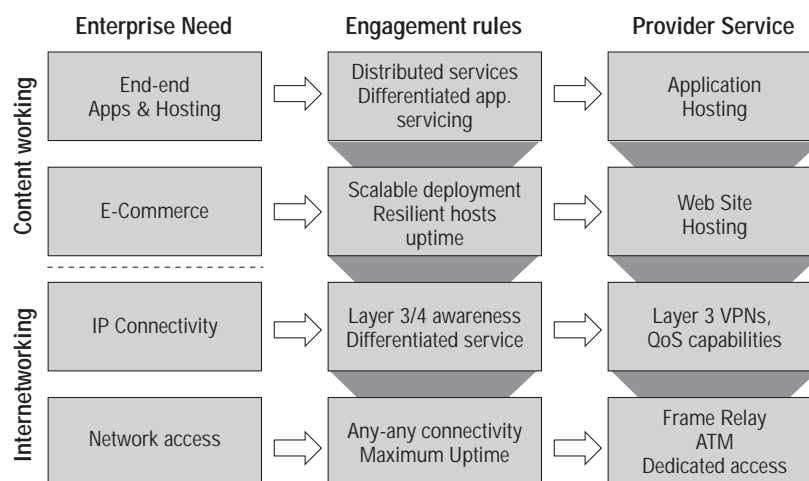 Enterprise Need
Engagement rules
Provider Service
Content working
End-end
Apps & Hosting
Distributed services
Differentiated app.
servicing
Application
Hosting
E-Commerce
Scalable deployment
Resilient hosts
uptime
Web Site
Hosting
Internetworking
IP Connectivity
Layer 3/4 awareness
Differentiated service
Layer 3 VPNs,
QoS capabilities
Network access
Any-any connectivity
Maximum Uptime
Frame Relay
ATM
Dedicated access